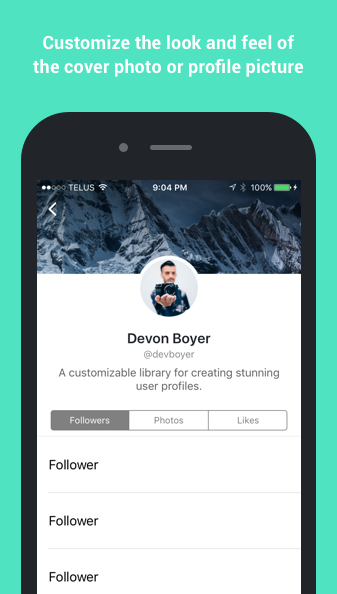 Customize the look and feel of
the cover photo or profile picture
TELUS 9:04 PM 100%
Devon Boyer
@devboyer
A customizable library for creating stunning
user profiles.
Followers Photos Likes
Follower
Follower
Follower